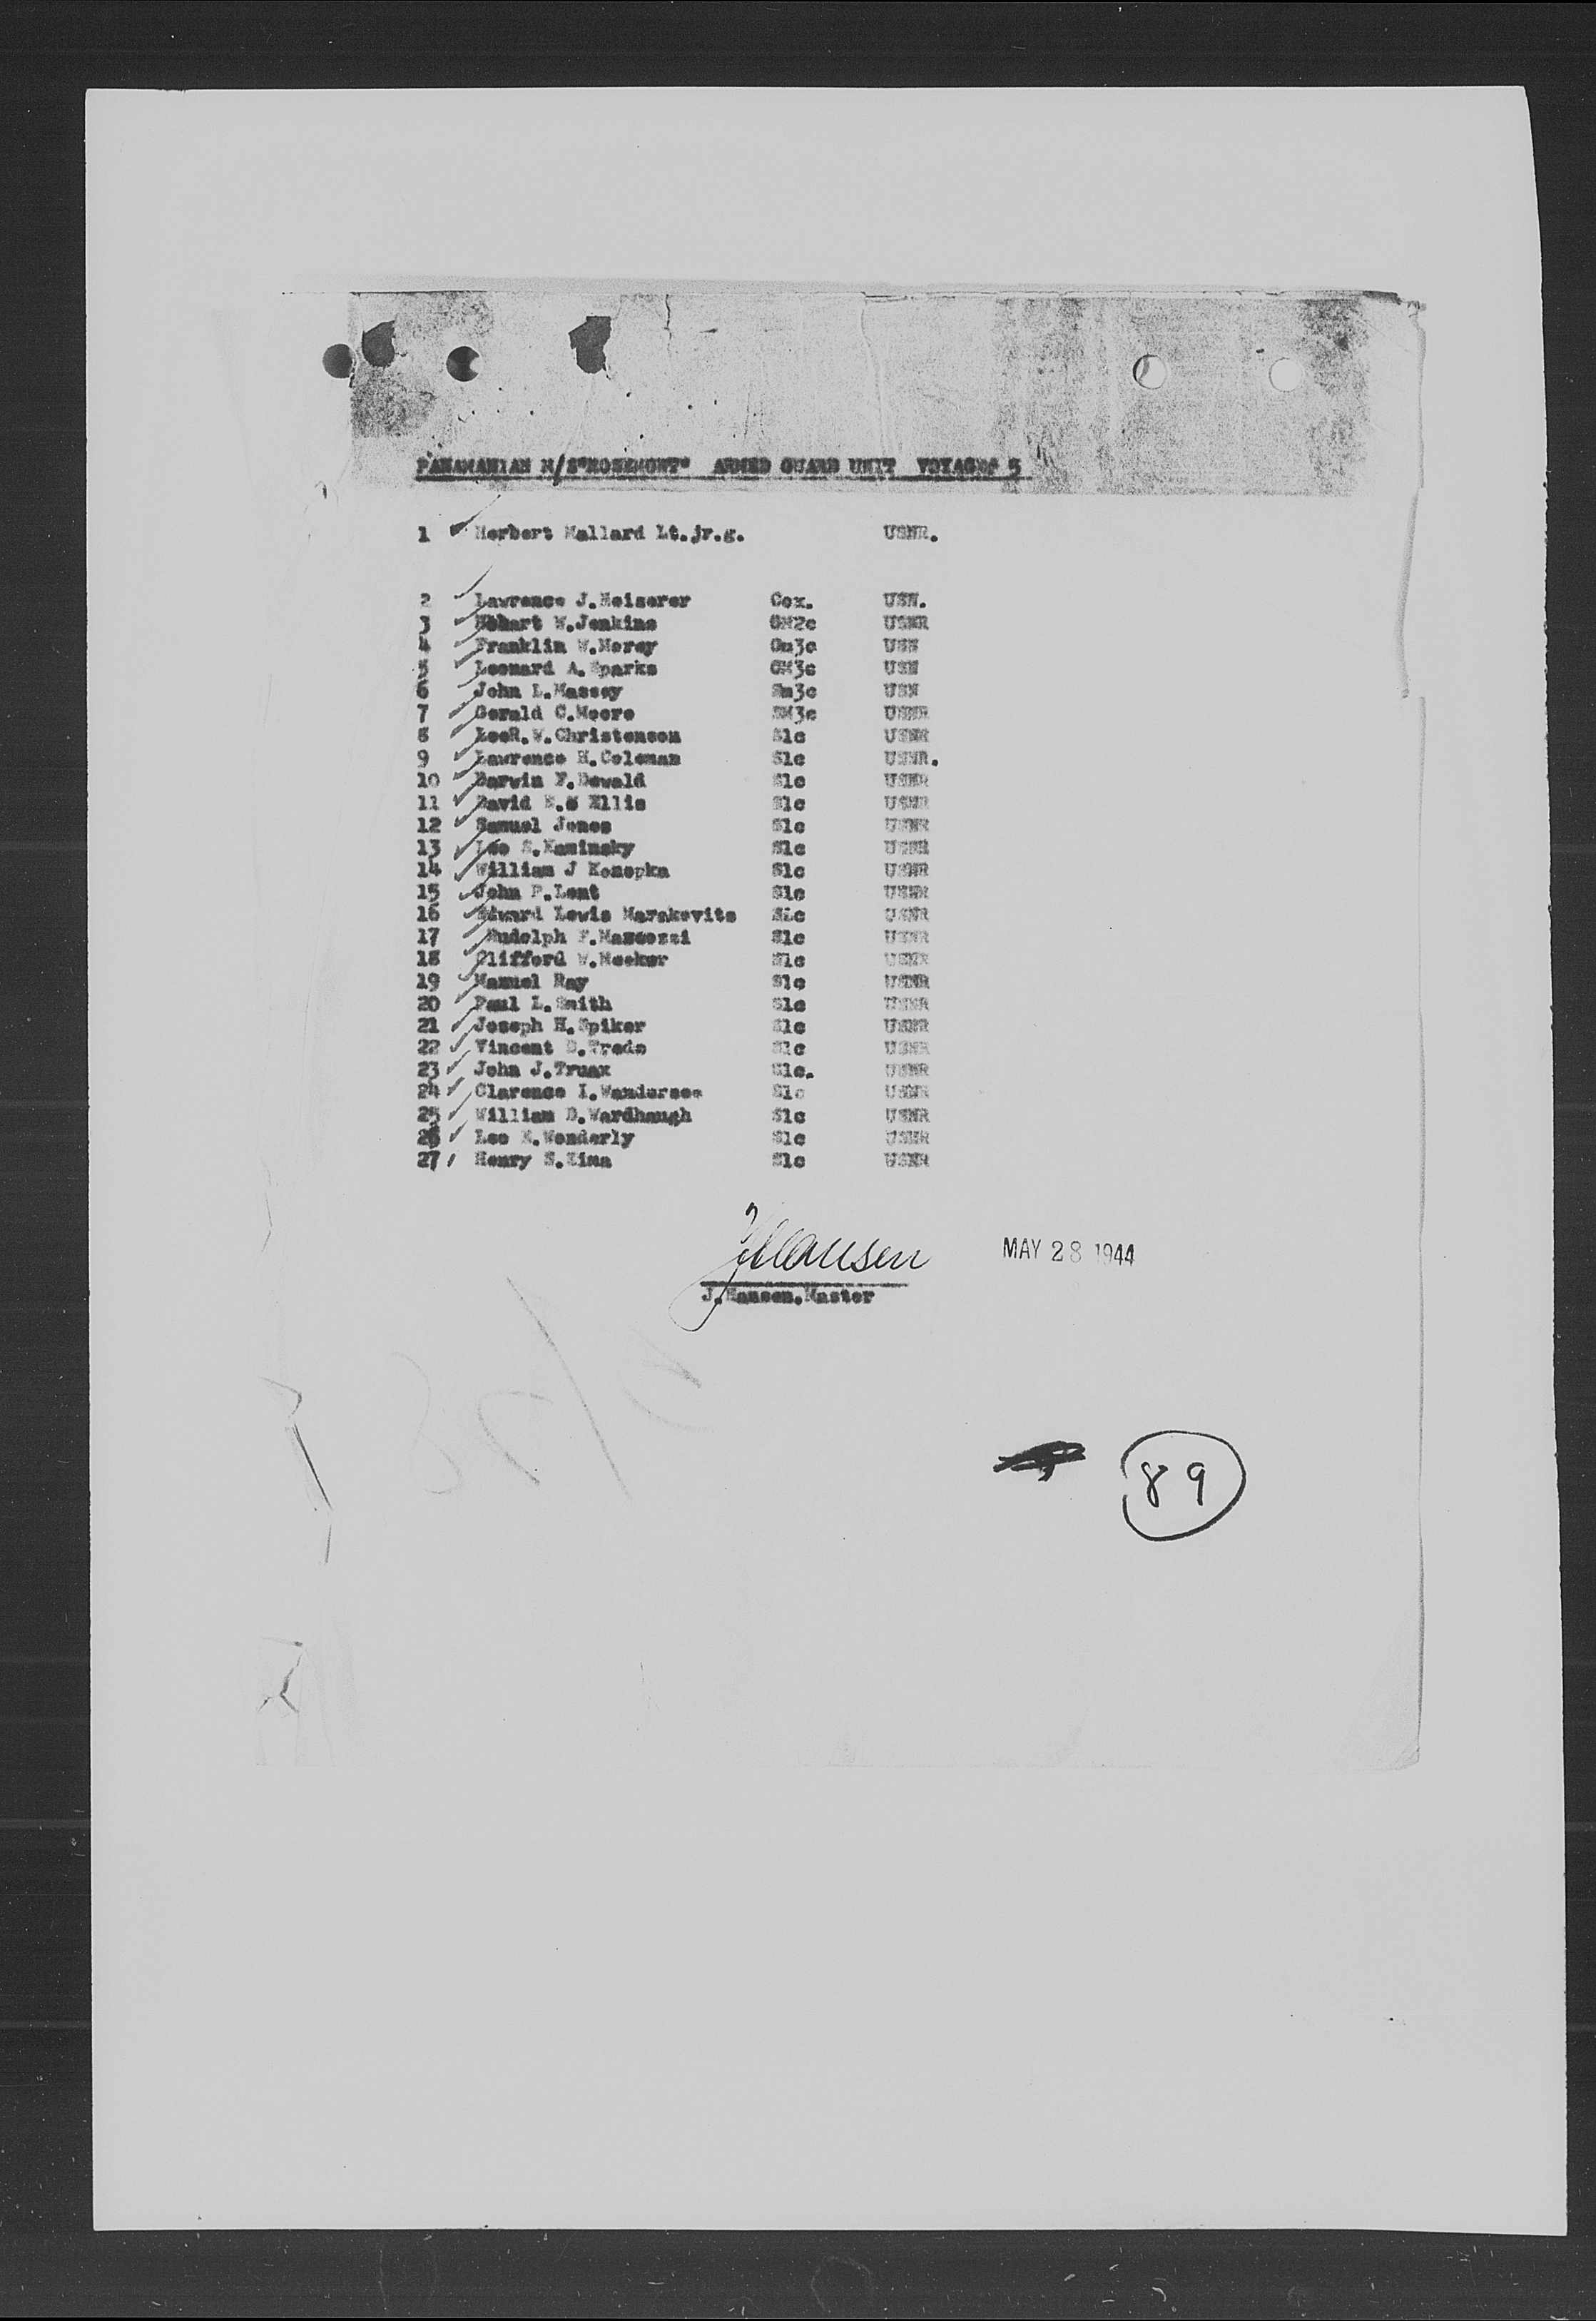 PANAMANIAN M/S"ROSEMONT" ARMED GUARD UNIT VOYAGE# 5
1 Herbert Mallard Lt.jr.g. USNR.
2 Lawrence J.Meiserer Cox. USN.
3 Hobart W.Jenkins GM2c USNR
4 Franklin W.Morey Gm3c USN
5 Leonard A.Sparks GM3c USN
6 John L.Massey Sm3c USN
7 Gerald C.Moore SM3c USNR
8 LeeR.W.Christenson S1c USNR
9 Lawrence H.Coleman S1c USNR.
10 Darwin F.Dewald S1c USNR
11 David Ellis S1c USNR
12 Samuel Jones S1c USNR
13 Leo S.Kaminsky S1c USNR
14 William J Konopka S1c USNR
15 John P.Lent S1c USNR
16 Edward Lewis Marakovits S1c USNR
17 Rudolph F.Mascozzi S1c USNR
18 Clifford W.Meeker S1c USNR
19 Manuel Ray S1c USNR
20 Paul L.Smith S1c USNR
21 Joseph H.Spiker S1c USNR
22 Vincent S1c USNR
23 John J.Truax S1c. USNR
24 Clarence I.Wandersee S1c USNR
25 William D.Wardhaugh S1c USNR
26 Leo K.Wonderly S1c USNR
27 Henry S.Zima S1c USNR
JHansen
MAY 28 1944
J.Hansen.Master
5/28
89